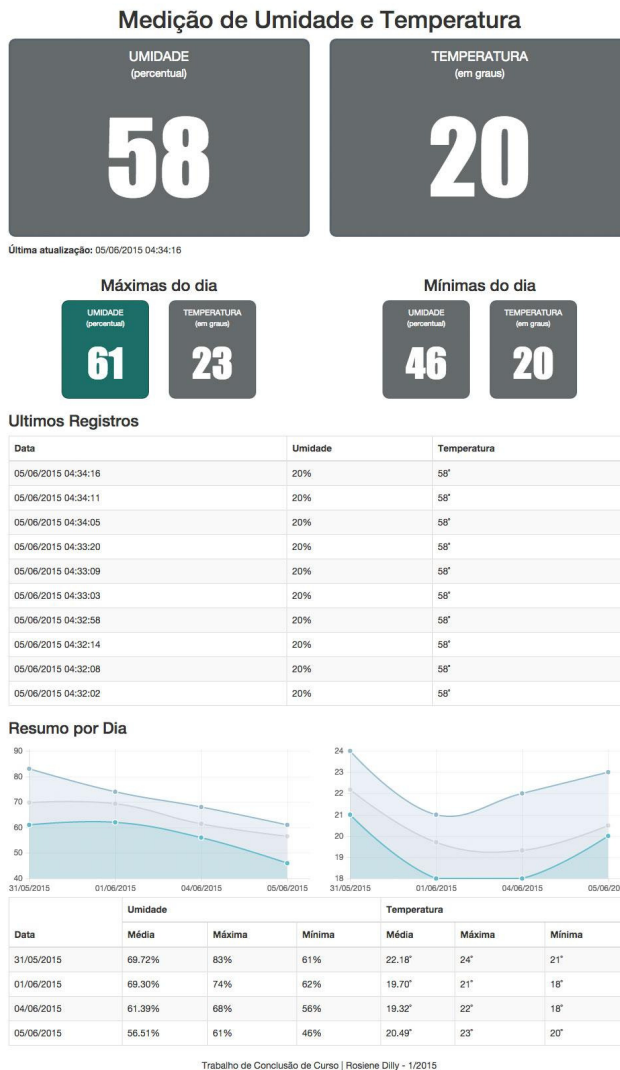 Medição de Umidade e Temperatura
UMIDADE
(percentual)
58
TEMPERATURA
(em graus)
20
Última atualização: 05/06/2015 04:34:16
Máximas do dia
UMIDADE
(percentual)
61
TEMPERATURA
(em graus)
23
Mínimas do dia
UMIDADE
(percentual)
46
TEMPERATURA
(em graus)
20
Ultimos Registros
Data Umidade Temperatura
05/06/2015 04:34:16 20% 58°
05/06/2015 04:34:11 20% 58°
05/06/2015 04:34:05 20% 58°
05/06/2015 04:33:20 20% 58°
05/06/2015 04:33:09 20% 58°
05/06/2015 04:33:03 20% 58°
05/06/2015 04:32:58 20% 58°
05/06/2015 04:32:14 20% 58°
05/06/2015 04:32:08 20% 58°
05/06/2015 04:32:02 20% 58°
Resumo por Dia
90
80
70
60
50
40
31/05/2015 01/06/2015 04/06/2015 05/06/2015
24
23
22
21
20
19
18
31/05/2015 01/06/2015 04/06/2015 05/06/20
Umidade Temperatura
Data Média Máxima Mínima Média Máxima Mínima
31/05/2015 69.72% 83% 61% 22.18° 24° 21°
01/06/2015 69.30% 74% 62% 19.70° 21° 18°
04/06/2015 61.39% 68% 56% 19.32° 22° 18°
05/06/2015 56.51% 61% 46% 20.49° 23° 20°
Trabalho de Conclusão de Curso | Rosiene Dilly - 1/2015